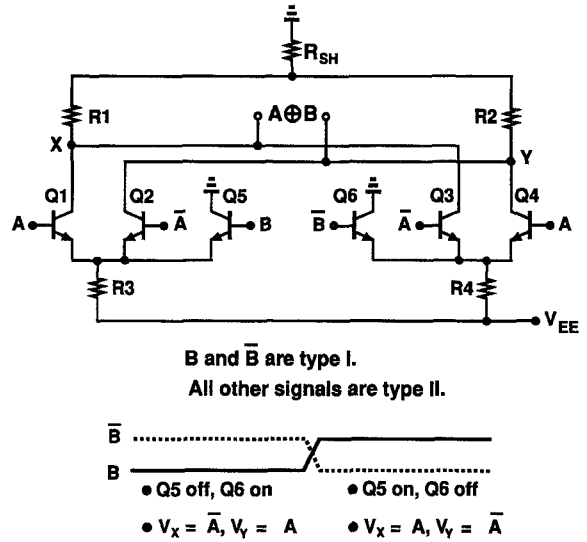 R_SH
R1
A⊕B
R2
X
Y
Q1
Q2
Q5
Q6
Q3
Q4
A
A̅
B
B̅
A̅
A
R3
R4
V_EE
B and B̅ are type I.
All other signals are type II.
B̅
B
● Q5 off, Q6 on
● Q5 on, Q6 off
● V_X = A̅, V_Y = A
● V_X = A, V_Y = A̅